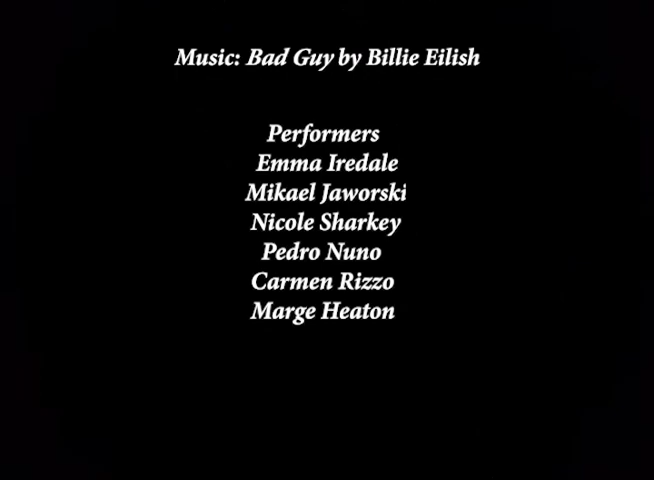 Music: Bad Guy by Billie Eilish
Performers
Emma Iredale
Mikael Jaworski
Nicole Sharkey
Pedro Nuno
Carmen Rizzo
Marge Heaton